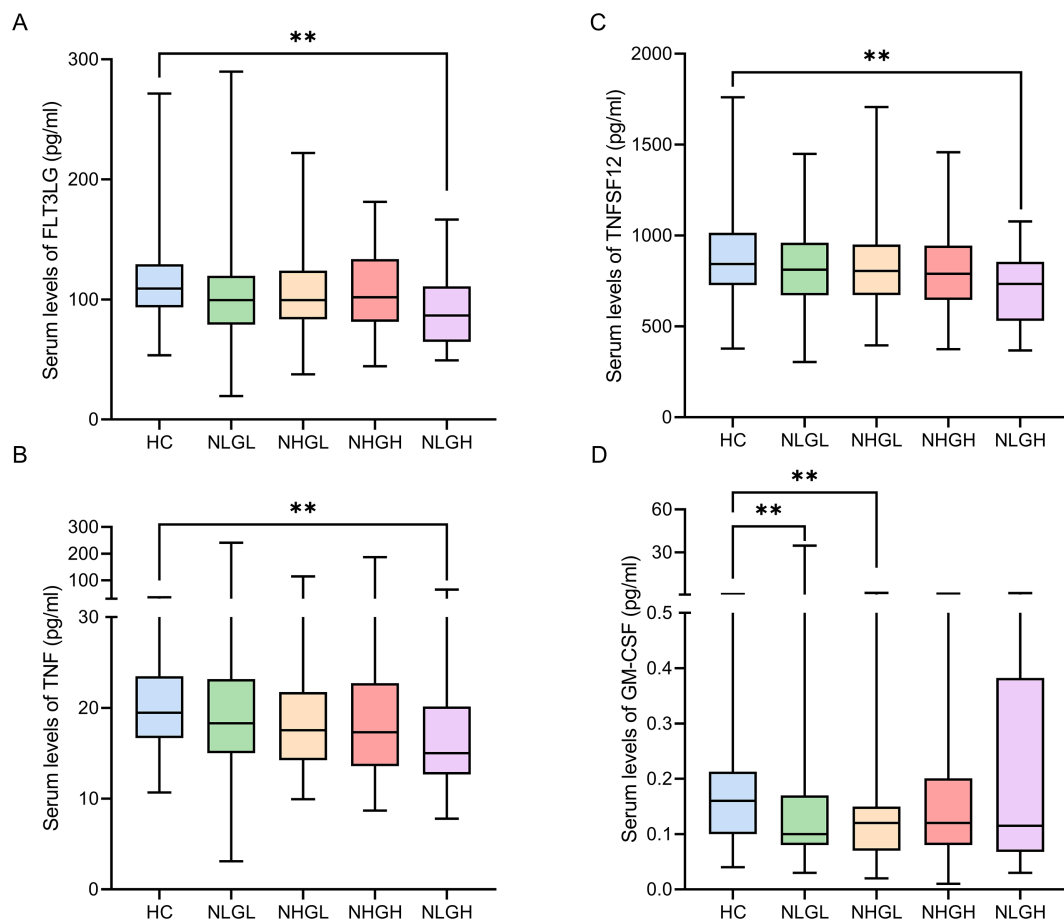 A
**
Serum levels of FLT3LG (pg/ml)
300
200
100
0
HC NLGL NHGL NHGH NLGH
B
**
Serum levels of TNF (pg/ml)
300
200
100
30
20
10
0
HC NLGL NHGL NHGH NLGH
C
**
Serum levels of TNFSF12 (pg/ml)
2000
1500
1000
500
0
HC NLGL NHGL NHGH NLGH
D
**
**
Serum levels of GM-CSF (pg/ml)
60
30
0.5
0.4
0.3
0.2
0.1
0.0
HC NLGL NHGL NHGH NLGH